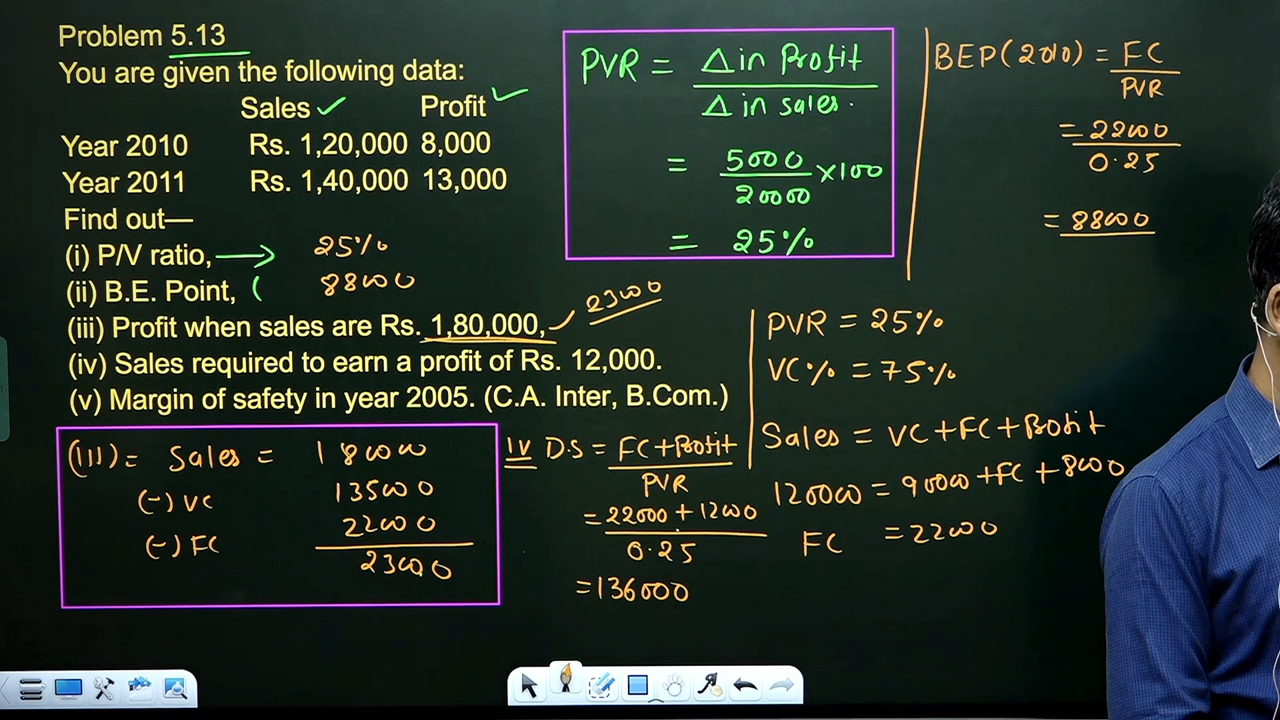 Problem 5.13
You are given the following data:
Sales Profit
Year 2010 Rs. 1,20,000 8,000
Year 2011 Rs. 1,40,000 13,000
Find out—
(i) P/V ratio, → 25%
(ii) B.E. Point, ( 88000
(iii) Profit when sales are Rs. 1,80,000, 23000
(iv) Sales required to earn a profit of Rs. 12,000.
(v) Margin of safety in year 2005. (C.A. Inter, B.Com.)
PVR = Δ in Profit
Δ in sales.
= 5000 ×100
20000
= 25%
BEP(2010) = FC
PVR
= 22000
0.25
= 88000
PVR = 25%
VC% = 75%
Sales = VC+FC+Profit
120000 = 90000+FC+8000
FC = 22000
(III) = Sales = 180000
(-) VC 135000
(-) FC 22000
23000
IV D.S = FC+Profit
PVR
= 22000+12000
0.25
= 136000